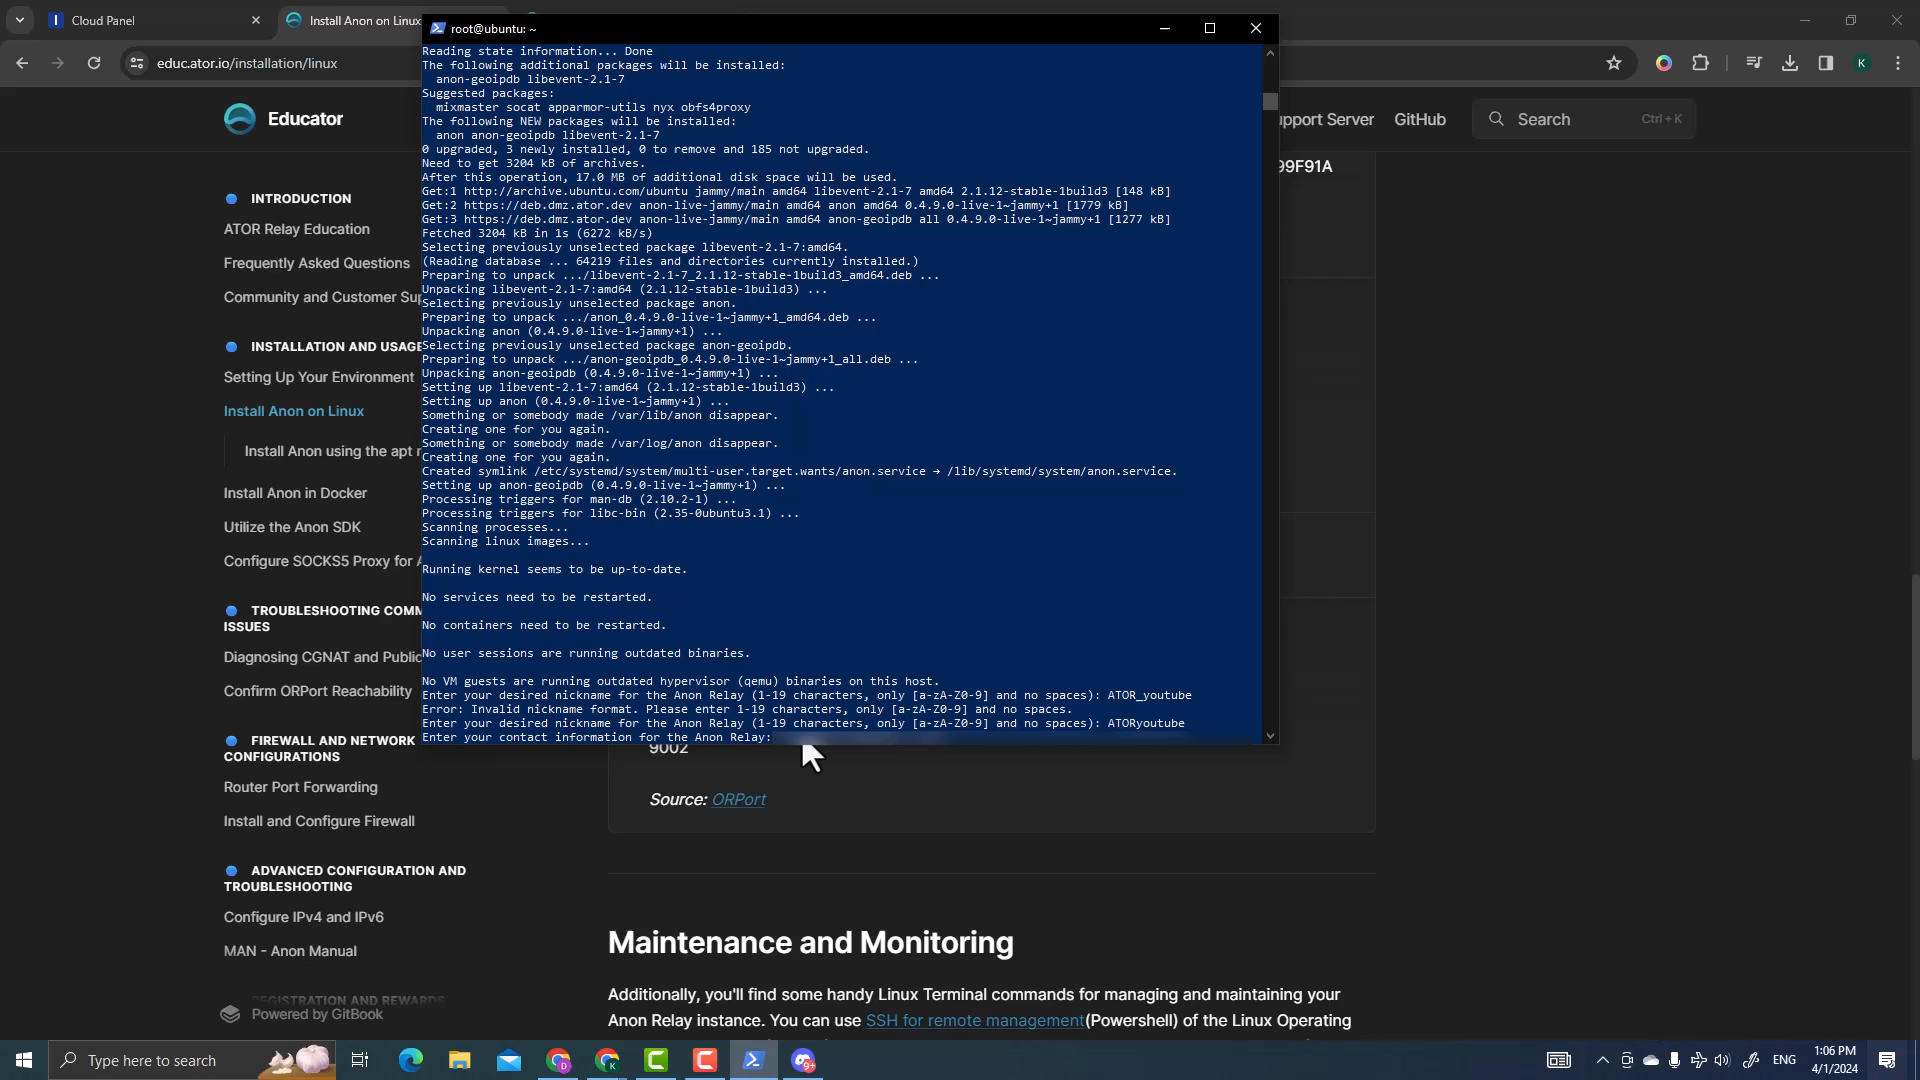 Cloud Panel
Install Anon on Linux
root@ubuntu: ~
educ.ator.io/installation/linux
K
Educator
Support Server
GitHub
Search
Ctrl + K
INTRODUCTION
ATOR Relay Education
Frequently Asked Questions
Community and Customer Sup
INSTALLATION AND USAGE
Setting Up Your Environment
Install Anon on Linux
Install Anon using the apt r
Install Anon in Docker
Utilize the Anon SDK
Configure SOCKS5 Proxy for A
TROUBLESHOOTING COMM
ISSUES
Diagnosing CGNAT and Public
Confirm ORPort Reachability
FIREWALL AND NETWORK
CONFIGURATIONS
Router Port Forwarding
Install and Configure Firewall
ADVANCED CONFIGURATION AND
TROUBLESHOOTING
Configure IPv4 and IPv6
MAN - Anon Manual
REGISTRATION AND REWARDS
Powered by GitBook
Reading state information... Done
The following additional packages will be installed:
anon-geoipdb libevent-2.1-7
Suggested packages:
mixmaster socat apparmor-utils nyx obfs4proxy
The following NEW packages will be installed:
anon anon-geoipdb libevent-2.1-7
0 upgraded, 3 newly installed, 0 to remove and 185 not upgraded.
Need to get 3204 kB of archives.
After this operation, 17.0 MB of additional disk space will be used.
Get:1 http://archive.ubuntu.com/ubuntu jammy/main amd64 libevent-2.1-7 amd64 2.1.12-stable-1build3 [148 kB]
Get:2 https://deb.dmz.ator.dev anon-live-jammy/main amd64 anon amd64 0.4.9.0-live-1~jammy+1 [1779 kB]
Get:3 https://deb.dmz.ator.dev anon-live-jammy/main amd64 anon-geoipdb all 0.4.9.0-live-1~jammy+1 [1277 kB]
Fetched 3204 kB in 1s (6272 kB/s)
Selecting previously unselected package libevent-2.1-7:amd64.
(Reading database ... 64219 files and directories currently installed.)
Preparing to unpack .../libevent-2.1-7_2.1.12-stable-1build3_amd64.deb ...
Unpacking libevent-2.1-7:amd64 (2.1.12-stable-1build3) ...
Selecting previously unselected package anon.
Preparing to unpack .../anon_0.4.9.0-live-1~jammy+1_amd64.deb ...
Unpacking anon (0.4.9.0-live-1~jammy+1) ...
Selecting previously unselected package anon-geoipdb.
Preparing to unpack .../anon-geoipdb_0.4.9.0-live-1~jammy+1_all.deb ...
Unpacking anon-geoipdb (0.4.9.0-live-1~jammy+1) ...
Setting up libevent-2.1-7:amd64 (2.1.12-stable-1build3) ...
Setting up anon (0.4.9.0-live-1~jammy+1) ...
Something or somebody made /var/lib/anon disappear.
Creating one for you again.
Something or somebody made /var/log/anon disappear.
Creating one for you again.
Created symlink /etc/systemd/system/multi-user.target.wants/anon.service → /lib/systemd/system/anon.service.
Setting up anon-geoipdb (0.4.9.0-live-1~jammy+1) ...
Processing triggers for man-db (2.10.2-1) ...
Processing triggers for libc-bin (2.35-0ubuntu3.1) ...
Scanning processes...
Scanning linux images...
Running kernel seems to be up-to-date.
No services need to be restarted.
No containers need to be restarted.
No user sessions are running outdated binaries.
No VM guests are running outdated hypervisor (qemu) binaries on this host.
Enter your desired nickname for the Anon Relay (1-19 characters, only [a-zA-Z0-9] and no spaces): ATOR_youtube
Error: Invalid nickname format. Please enter 1-19 characters, only [a-zA-Z0-9] and no spaces.
Enter your desired nickname for the Anon Relay (1-19 characters, only [a-zA-Z0-9] and no spaces): ATORyoutube
Enter your contact information for the Anon Relay:
99F91A
9002
Source: ORPort
Maintenance and Monitoring
Additionally, you'll find some handy Linux Terminal commands for managing and maintaining your
Anon Relay instance. You can use SSH for remote management(Powershell) of the Linux Operating
Type here to search
D
K
9+
ENG
1:06 PM
4/1/2024